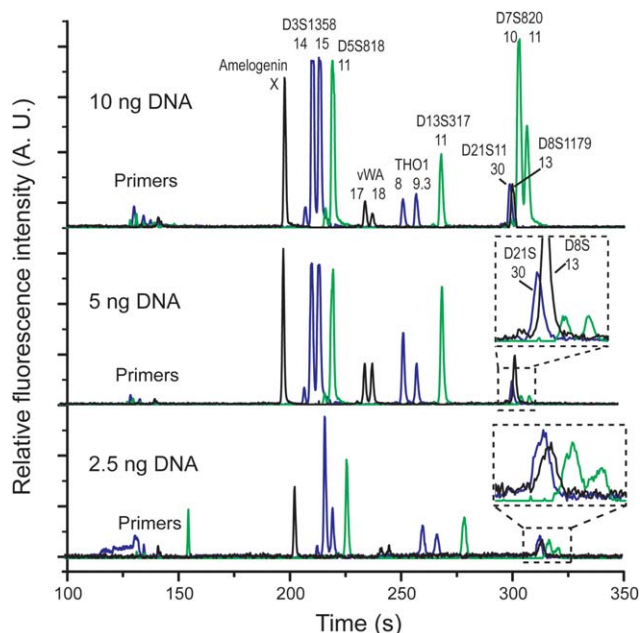 D7S820
10 11
D3S1358
14 15
D5S818
11
Amelogenin
X
10 ng DNA
D13S317
11
D21S11
30
D8S1179
13
vWA
17 18
THO1
8 9.3
Primers
5 ng DNA
D21S
30
D8S
13
Primers
2.5 ng DNA
Primers
Relative fluorescence intensity (A. U.)
100 150 200 250 300 350
Time (s)